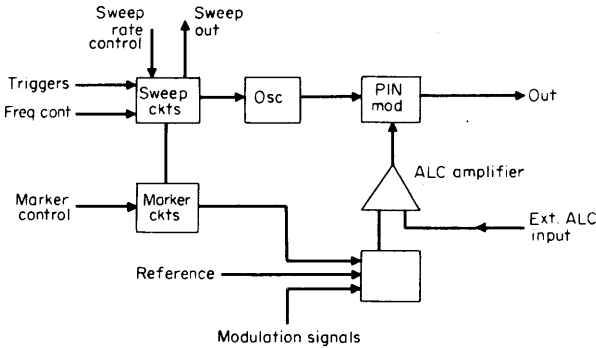 Sweep
rate
control
Sweep
out
Triggers
Freq cont
Sweep
ckts
Osc
PIN
mod
Out
ALC amplifier
Marker
control
Marker
ckts
Ext. ALC
input
Reference
Modulation signals